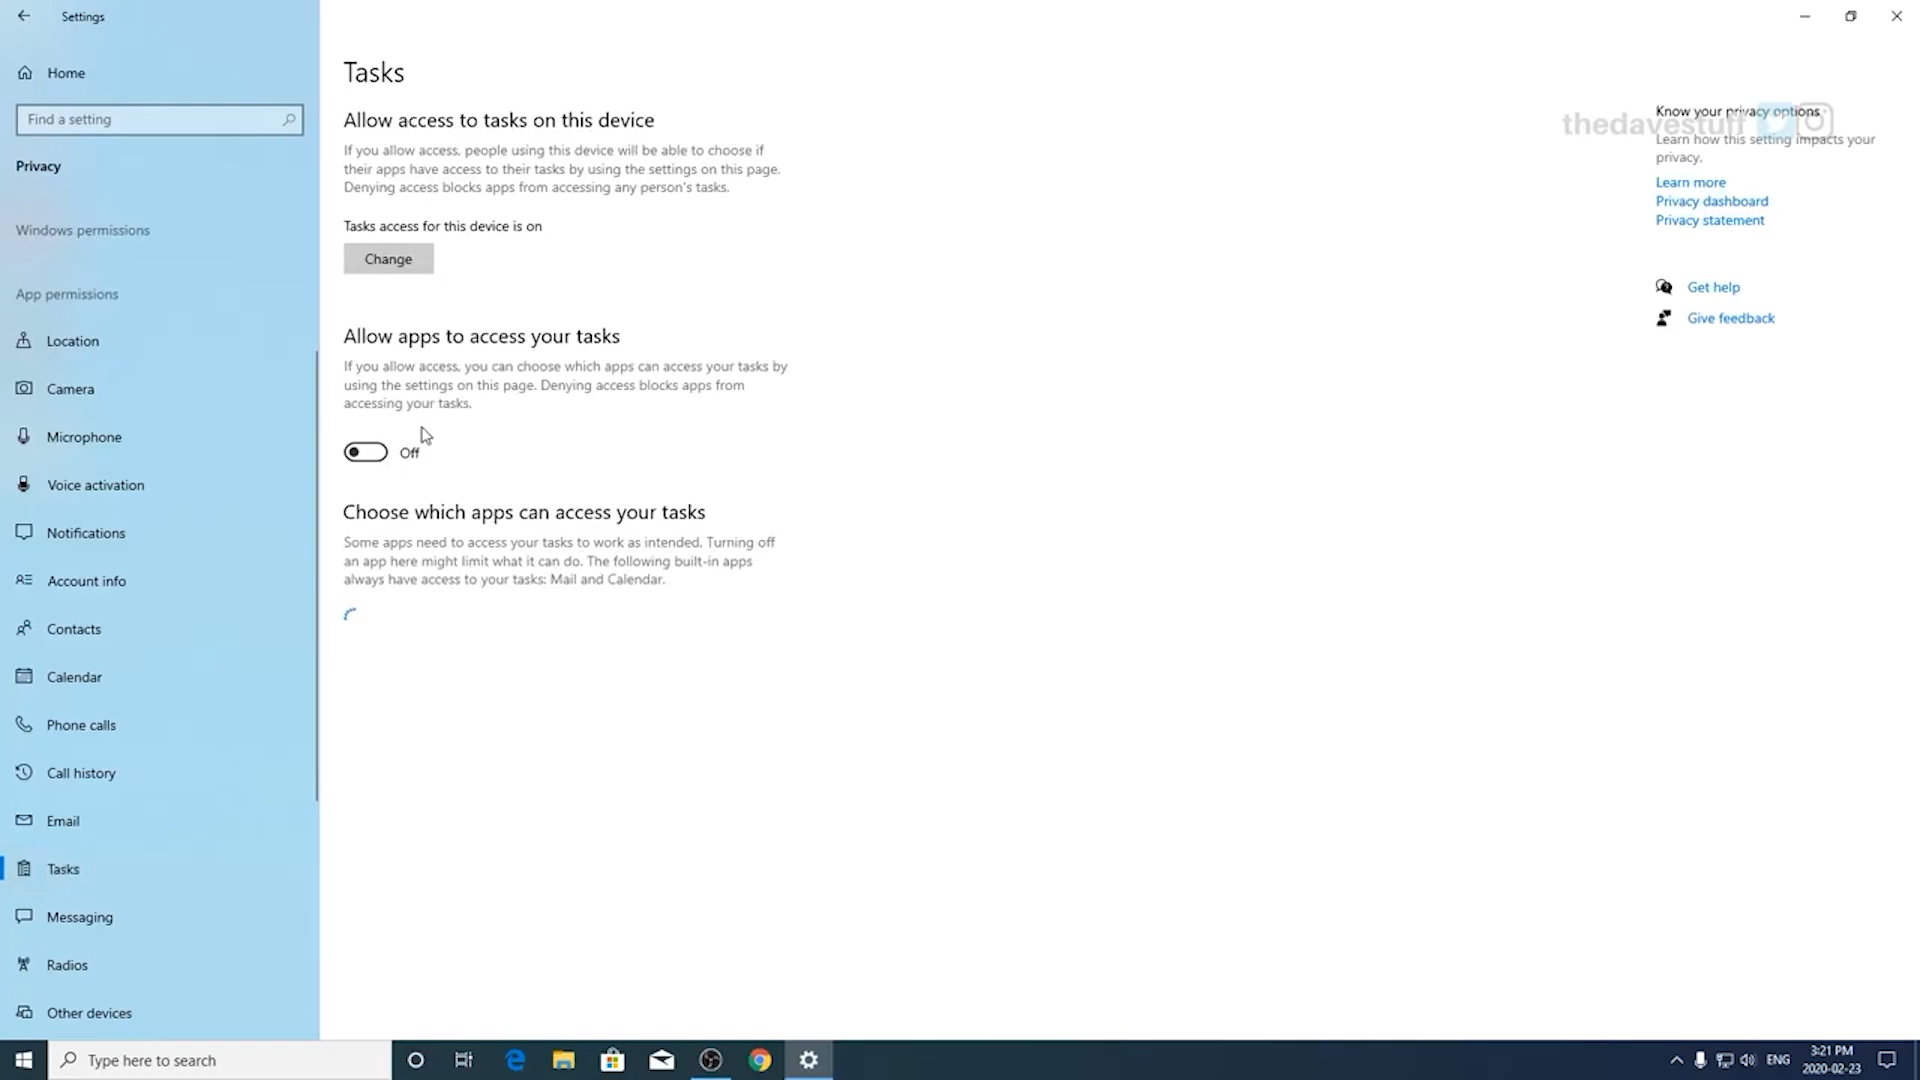 Settings
Home
Find a setting
Privacy
Windows permissions
App permissions
Location
Camera
Microphone
Voice activation
Notifications
Account info
Contacts
Calendar
Phone calls
Call history
Email
Tasks
Messaging
Radios
Other devices
Tasks
Allow access to tasks on this device
If you allow access, people using this device will be able to choose if
their apps have access to their tasks by using the settings on this page.
Denying access blocks apps from accessing any person's tasks.
Tasks access for this device is on
Change
Allow apps to access your tasks
If you allow access, you can choose which apps can access your tasks by
using the settings on this page. Denying access blocks apps from
accessing your tasks.
Off
Choose which apps can access your tasks
Some apps need to access your tasks to work as intended. Turning off
an app here might limit what it can do. The following built-in apps
always have access to your tasks: Mail and Calendar.
Know your privacy options
thedavestuff
Learn how this setting impacts your
privacy.
Learn more
Privacy dashboard
Privacy statement
Get help
Give feedback
Type here to search
ENG
3:21 PM
2020-02-23